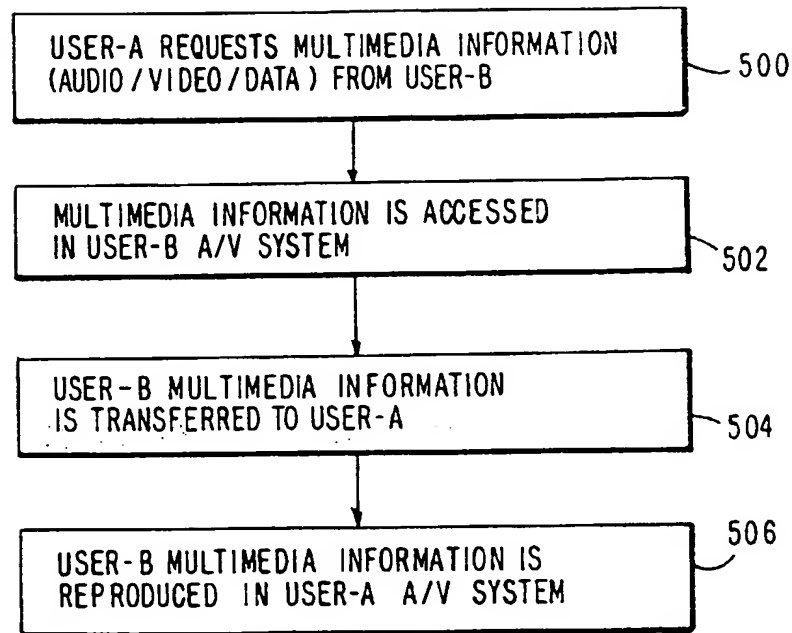 USER-A REQUESTS MULTIMEDIA INFORMATION
(AUDIO/VIDEO/DATA) FROM USER-B
500
MULTIMEDIA INFORMATION IS ACCESSED
IN USER-B A/V SYSTEM
502
USER-B MULTIMEDIA INFORMATION
IS TRANSFERRED TO USER-A
504
USER-B MULTIMEDIA INFORMATION IS
REPRODUCED IN USER-A A/V SYSTEM
506